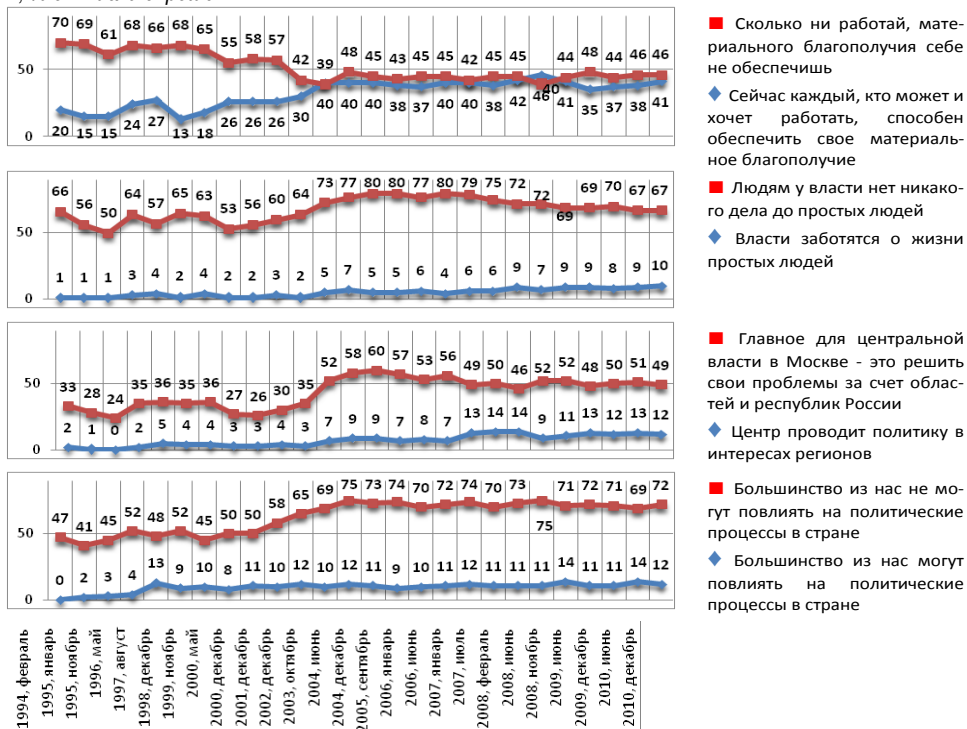 70 69 61 68 66 68 65 55 58 57 42 39 48 45 43 45 45 42 45 45 40 44 48 44 46 46
50
20 15 15 24 27 13 18 26 26 26 30 40 40 40 38 37 40 40 38 42 46 41 35 37 38 41
0
Сколько ни работай, мате-
риального благополучия себе
не обеспечишь
Сейчас каждый, кто может и
хочет работать, способен
обеспечить свое материаль-
ное благополучие
66 56 50 64 57 65 63 53 56 60 64 73 77 80 80 77 80 79 75 72 72 69 69 70 67 67
50
1 1 1 3 4 2 4 2 2 3 2 5 7 5 5 6 4 6 6 9 7 9 9 8 9 10
0
Людям у власти нет никако-
го дела до простых людей
Власти заботятся о жизни
простых людей
33 28 24 35 36 35 36 27 26 30 35 52 58 60 57 53 56 49 50 46 52 52 48 50 51 49
50
2 1 0 2 5 4 4 3 3 4 3 7 9 9 7 8 7 13 14 14 9 11 13 12 13 12
0
Главное для центральной
власти в Москве - это решить
свои проблемы за счет облас-
тей и республик России
Центр проводит политику в
интересах регионов
47 41 45 52 48 52 45 50 50 58 65 69 75 73 74 70 72 74 70 73 75 71 72 71 69 72
50
0 2 3 4 13 9 10 8 11 10 12 10 12 11 9 10 11 12 11 11 11 14 11 11 14 12
0
Большинство из нас не мо-
гут повлиять на политические
процессы в стране
Большинство из нас могут
повлиять на политические
процессы в стране
1994, февраль
1995, январь
1995, ноябрь
1996, май
1997, август
1998, декабрь
1999, ноябрь
2000, май
2000, декабрь
2001, декабрь
2002, декабрь
2003, октябрь
2004, июнь
2004, декабрь
2005, сентябрь
2006, январь
2006, июнь
2007, январь
2007, июль
2008, февраль
2008, июнь
2008, ноябрь
2009, июнь
2009, декабрь
2010, июнь
2010, декабрь